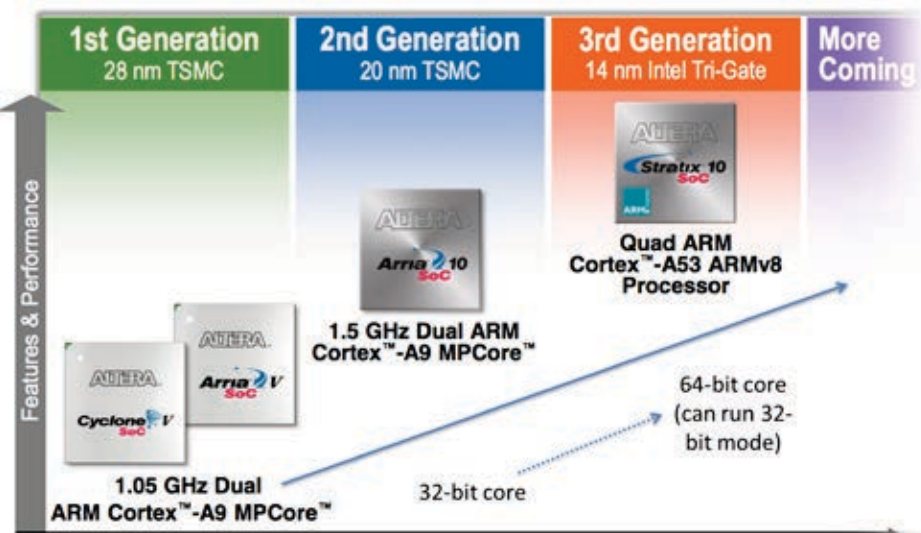 1st Generation
28 nm TSMC
2nd Generation
20 nm TSMC
3rd Generation
14 nm Intel Tri-Gate
More
Coming
Features & Performance
ALTERA
Cyclone V
SoC
ALTERA
Arria V
SoC
1.05 GHz Dual
ARM Cortex™-A9 MPCore™
ALTERA
Arria 10
SoC
1.5 GHz Dual ARM
Cortex™-A9 MPCore™
ALTERA
Stratix 10
SoC
ARM
Quad ARM
Cortex™-A53 ARMv8
Processor
32-bit core
64-bit core
(can run 32-
bit mode)